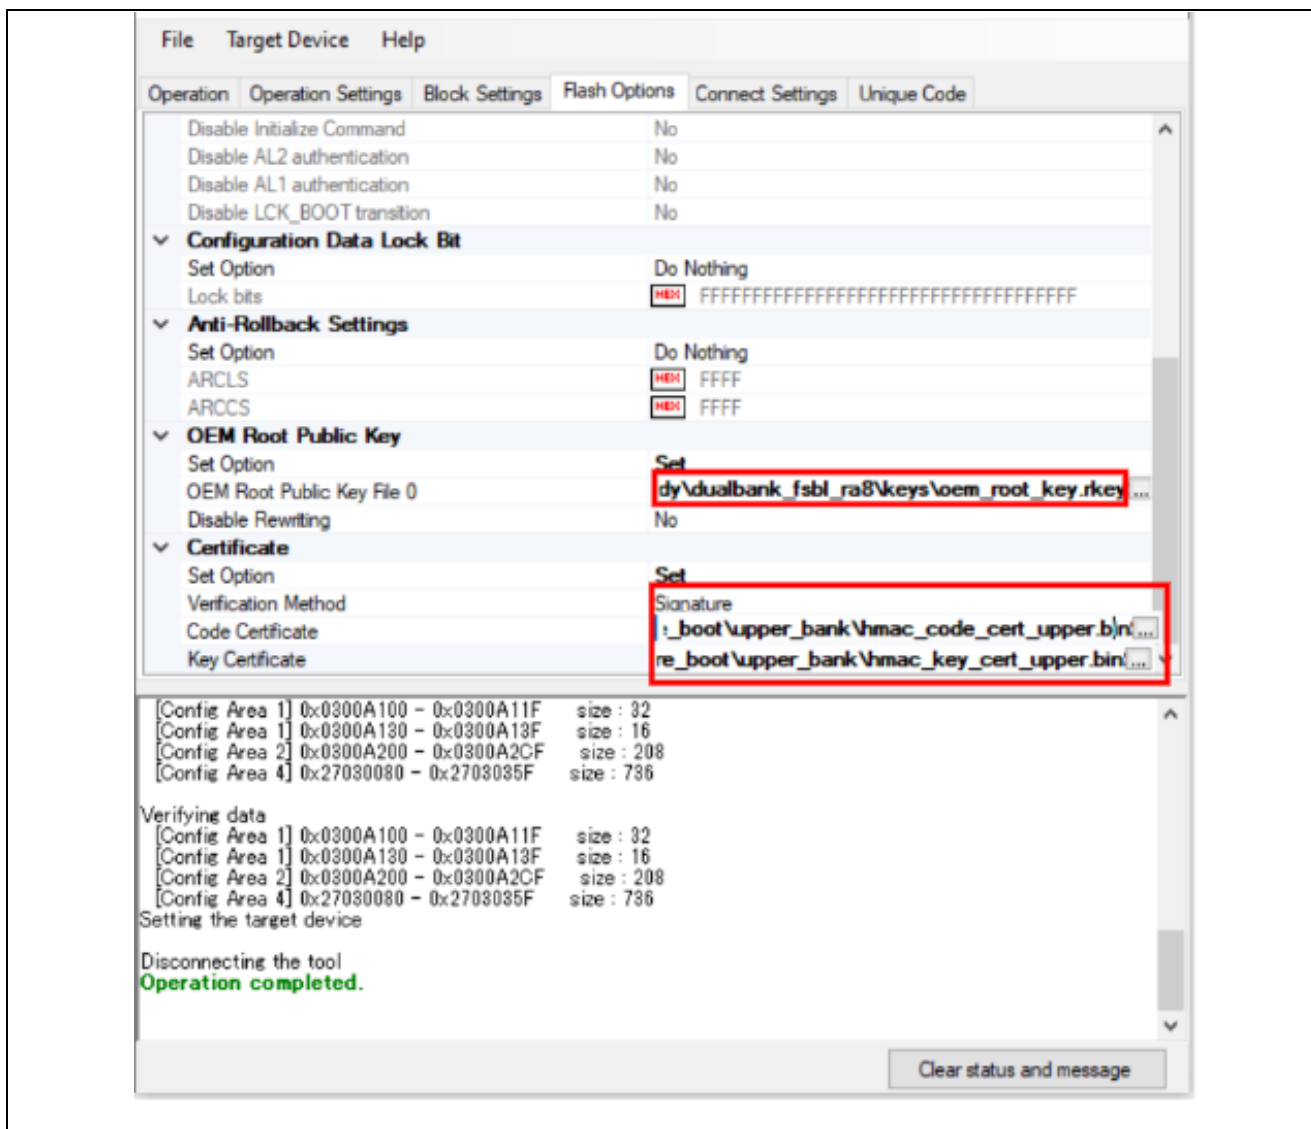 File Target Device Help
Operation Operation Settings Block Settings Flash Options Connect Settings Unique Code
Disable Initialize Command No
Disable AL2 authentication No
Disable AL1 authentication No
Disable LCK_BOOT transition No
Configuration Data Lock Bit
Set Option Do Nothing
Lock bits HEX
Anti-Rollback Settings
Set Option Do Nothing
ARCLS HEX FFFF
ARCCS HEX FFFF
OEM Root Public Key
Set Option Set
OEM Root Public Key File 0 dy\dualbank_fsbl_ra8\keys\oem_root_key.rkey ...
Disable Rewriting No
Certificate
Set Option Set
Verification Method Signature
Code Certificate _boot\upper_bank\hmac_code_cert_upper.bin ...
Key Certificate re_boot\upper_bank\hmac_key_cert_upper.bin ...
[Config Area 1] 0x0300A100 - 0x0300A11F size : 32
[Config Area 1] 0x0300A130 - 0x0300A13F size : 16
[Config Area 2] 0x0300A200 - 0x0300A2CF size : 208
[Config Area 4] 0x27030080 - 0x2703035F size : 736
Verifying data
[Config Area 1] 0x0300A100 - 0x0300A11F size : 32
[Config Area 1] 0x0300A130 - 0x0300A13F size : 16
[Config Area 2] 0x0300A200 - 0x0300A2CF size : 208
[Config Area 4] 0x27030080 - 0x2703035F size : 736
Setting the target device
Disconnecting the tool
Operation completed.
Clear status and message